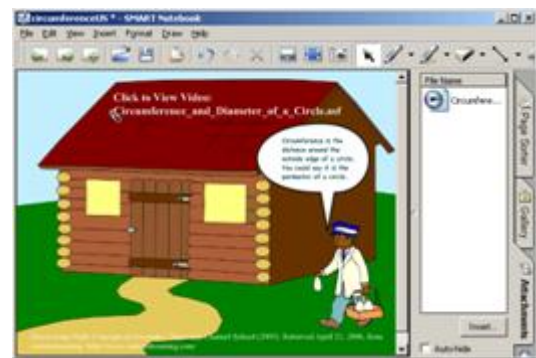 circumferenceUS * - SMART Notebook
File Edit View Insert Format Draw Help
Click to View Video:
Circumference_and_Diameter_of_a_Circle.asf
Circumference is the
distance around the
outside edge of a circle.
You could say it is the
perimeter of a circle.
File Name
Circumfere...
Insert...
Auto-hide
Page Sorter
Gallery
Attachments